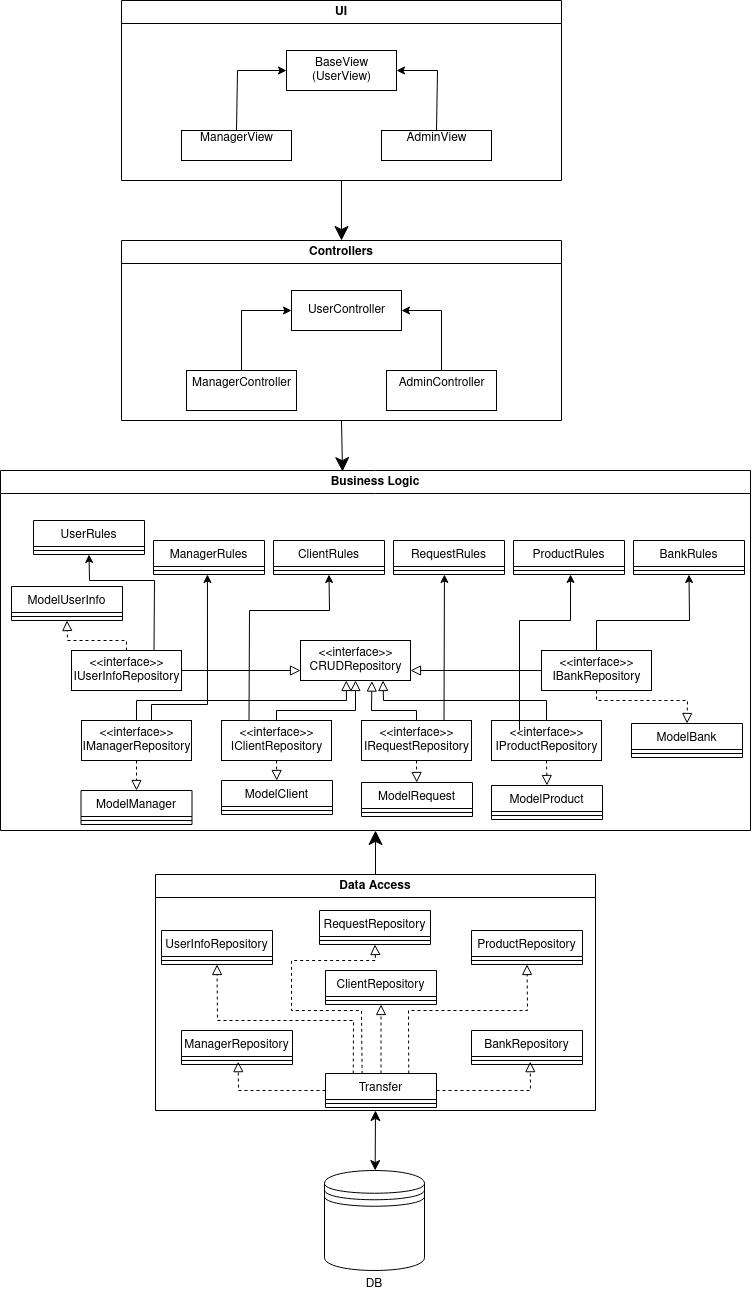 UI
BaseView
(UserView)
ManagerView
AdminView
Controllers
UserController
ManagerController
AdminController
Business Logic
UserRules
ManagerRules
ClientRules
RequestRules
ProductRules
BankRules
ModelUserInfo
<<interface>>
IUserInfoRepository
<<interface>>
CRUDRepository
<<interface>>
IBankRepository
<<interface>>
IManagerRepository
<<interface>>
IClientRepository
<<interface>>
IRequestRepository
<<interface>>
IProductRepository
ModelBank
ModelManager
ModelClient
ModelRequest
ModelProduct
Data Access
RequestRepository
UserInfoRepository
ProductRepository
ClientRepository
ManagerRepository
BankRepository
Transfer
DB